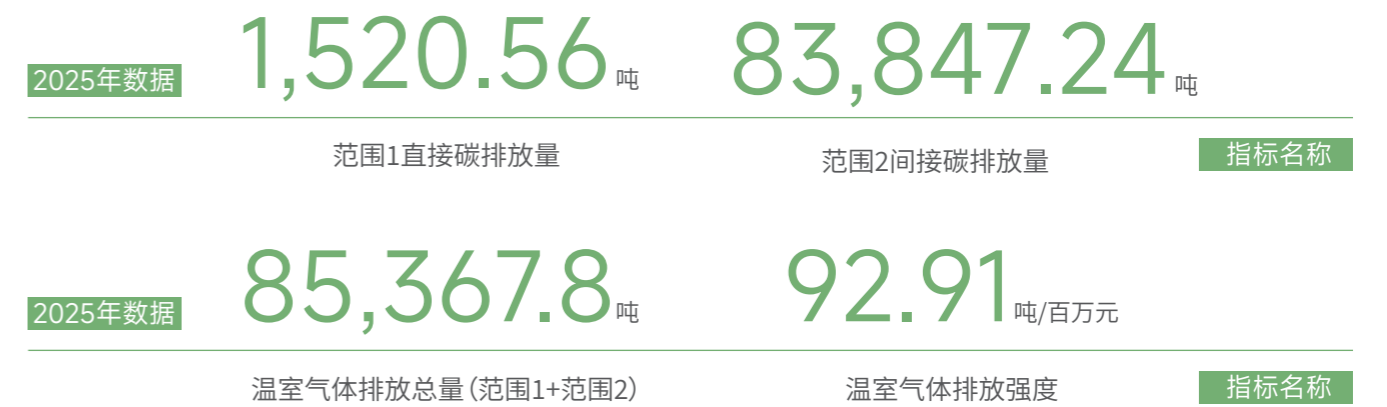 2025年数据 1,520.56吨 83,847.24吨
范围1直接碳排放量 范围2间接碳排放量 指标名称
2025年数据 85,367.8吨 92.91吨/百万元
温室气体排放总量(范围1+范围2) 温室气体排放强度 指标名称